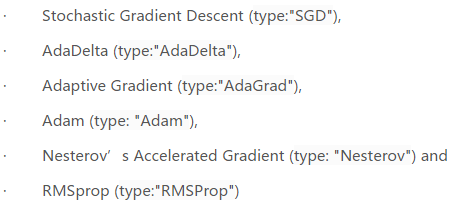 · Stochastic Gradient Descent (type:"SGD"),
· AdaDelta (type:"AdaDelta"),
· Adaptive Gradient (type:"AdaGrad"),
· Adam (type: "Adam"),
· Nesterov’s Accelerated Gradient (type: "Nesterov") and
· RMSprop (type:"RMSProp")